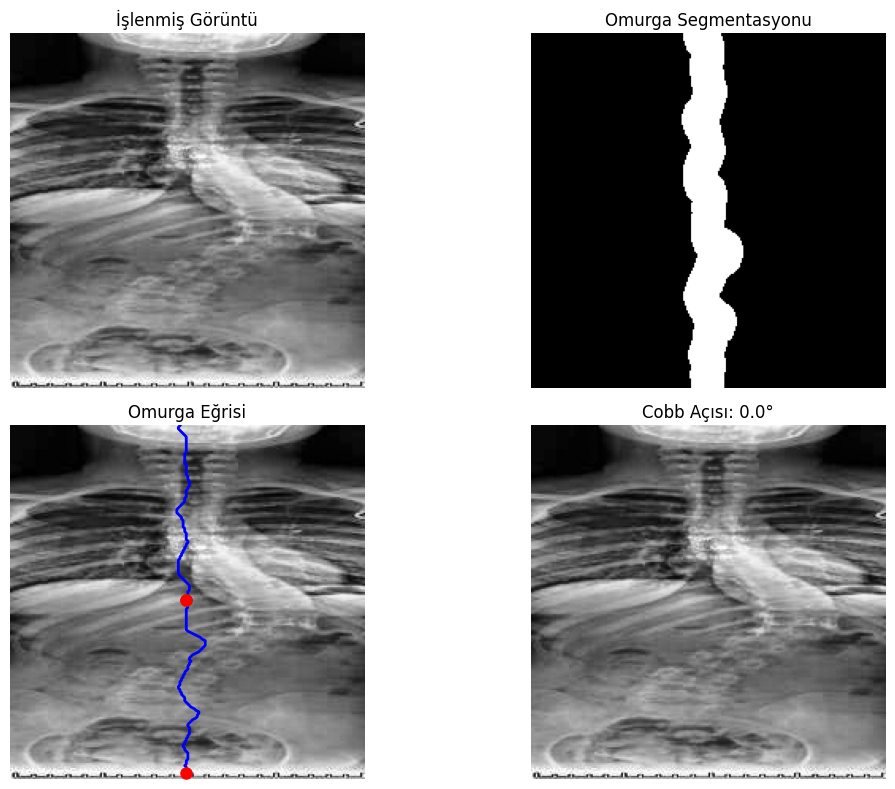 İşlenmiş Görüntü
Omurga Segmentasyonu
Omurga Eğrisi
Cobb Açısı: 0.0°